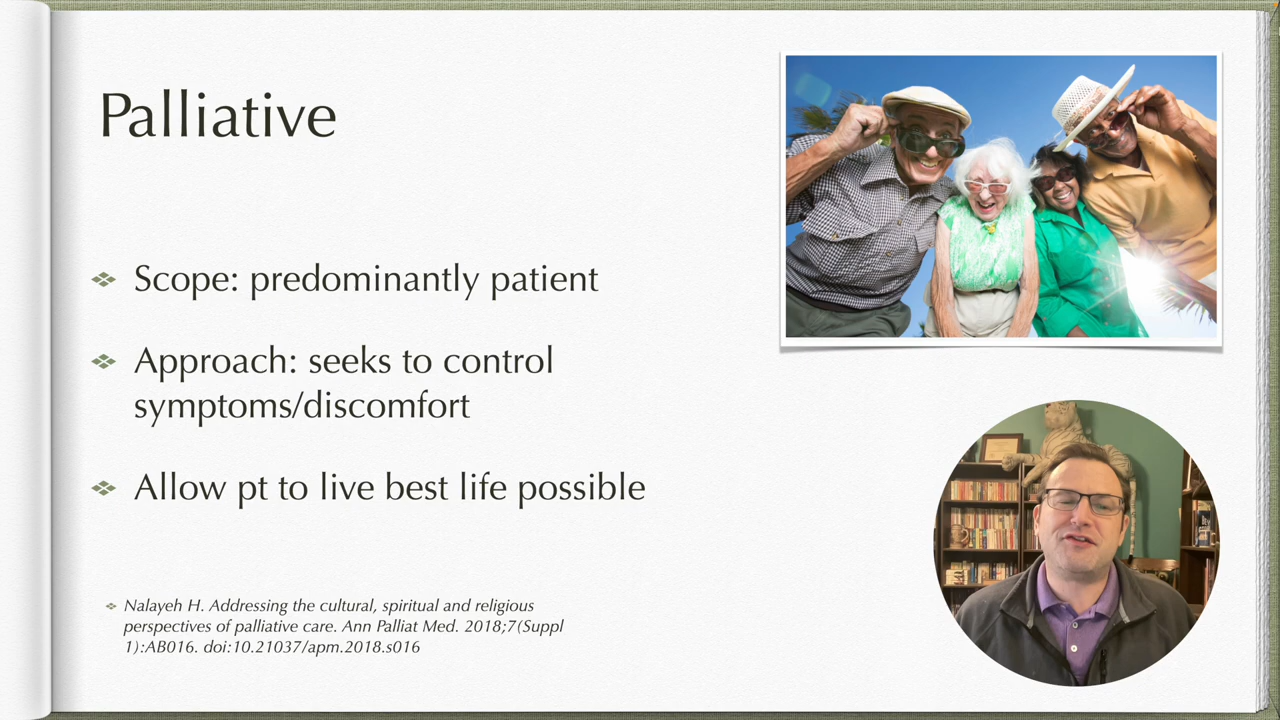 Palliative
Scope: predominantly patient
Approach: seeks to control
symptoms/discomfort
Allow pt to live best life possible
Nalayeh H. Addressing the cultural, spiritual and religious
perspectives of palliative care. Ann Palliat Med. 2018;7(Suppl
1):AB016. doi:10.21037/apm.2018.s016